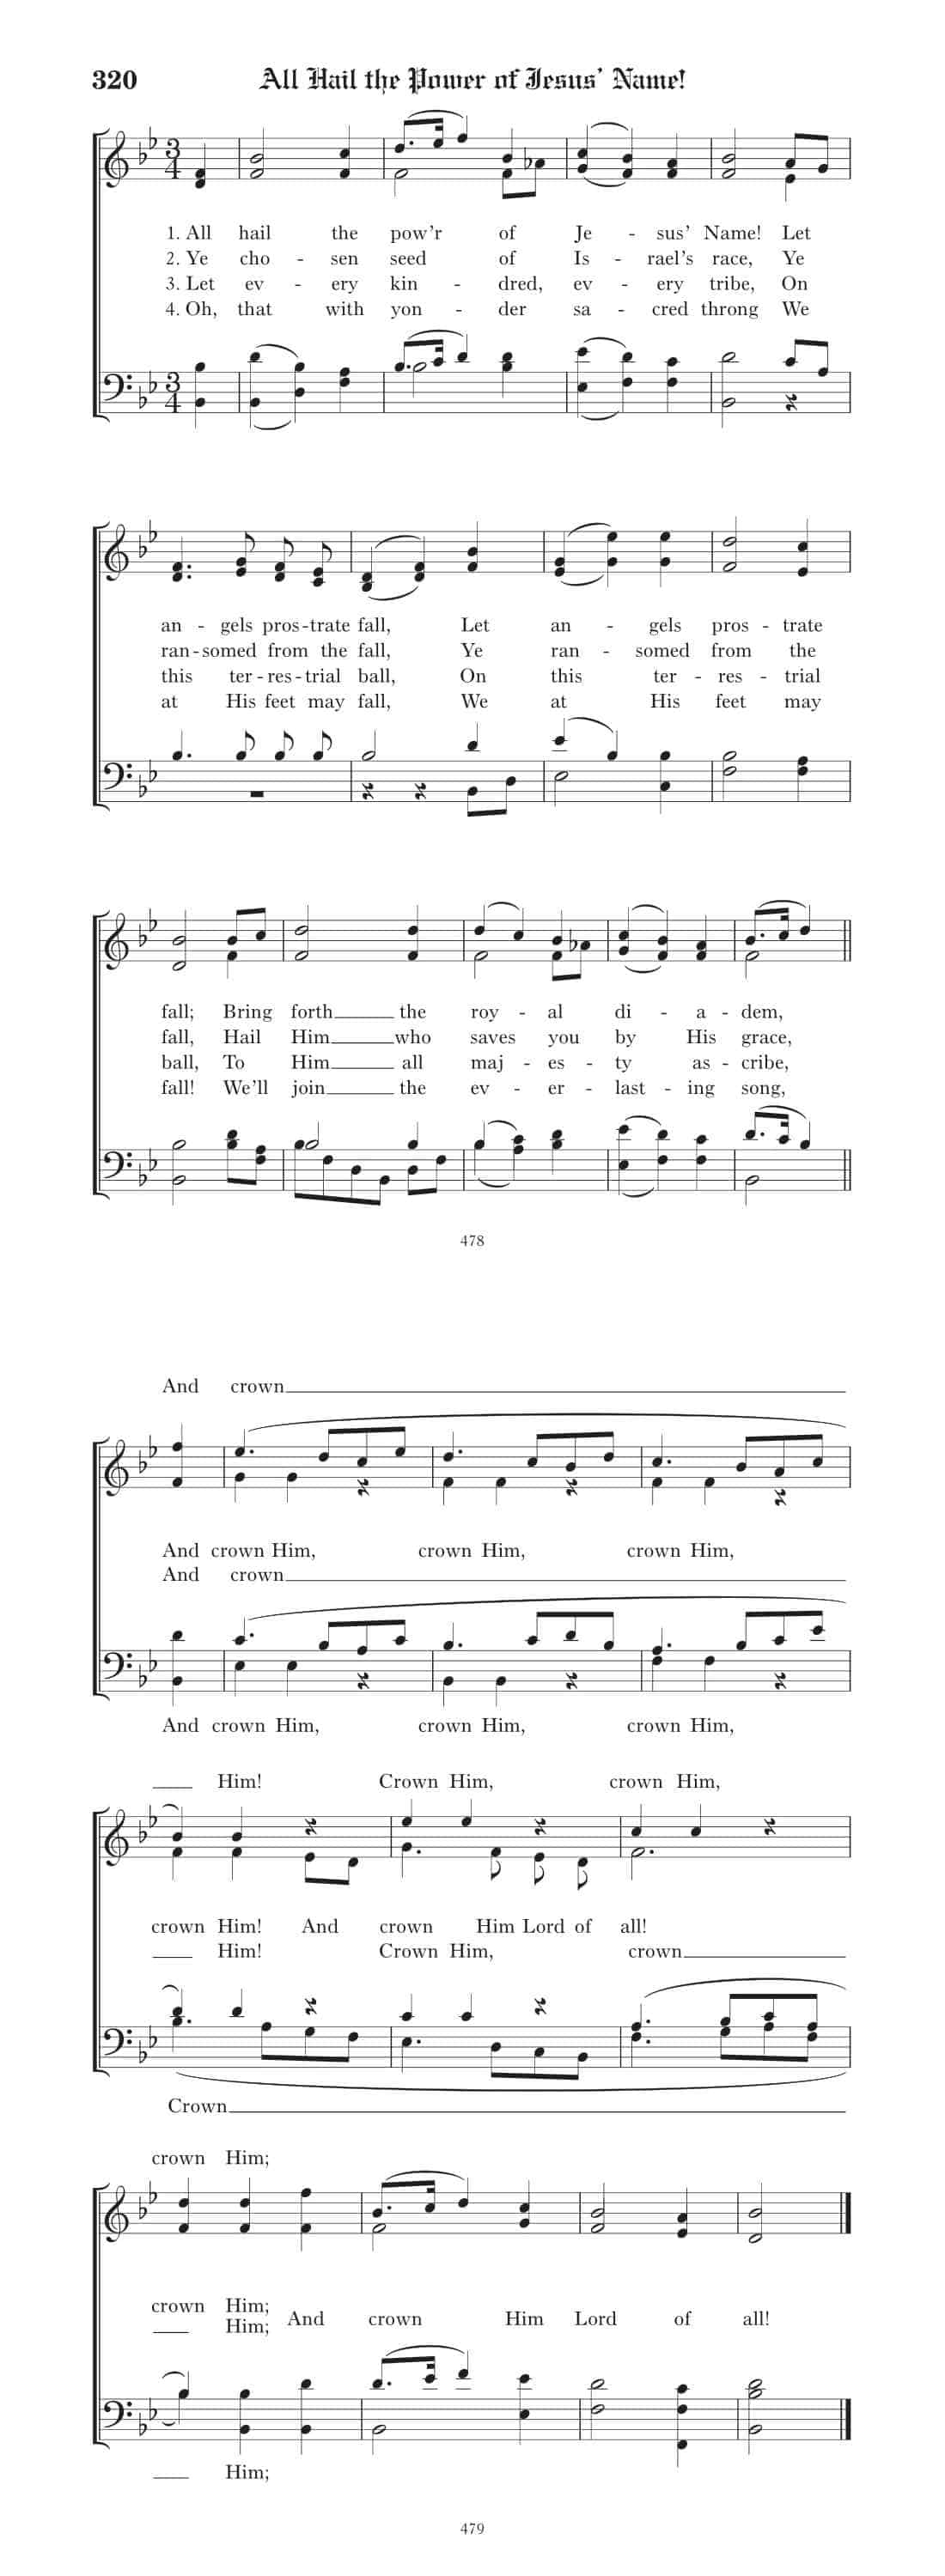 320 All Hail the Power of Jesus' Name!
1. All hail the pow'r of Je - sus' Name! Let
2. Ye cho - sen seed of Is - rael's race, Ye
3. Let ev - ery kin - dred, ev - ery tribe, On
4. Oh, that with yon - der sa - cred throng We
an - gels pros - trate fall, Let an - gels pros - trate
ran - somed from the fall, Ye ran - somed from the
this ter - res - trial ball, On this ter - res - trial
at His feet may fall, We at His feet may
fall; Bring forth the roy - al di - a - dem,
fall, Hail Him who saves you by His grace,
ball, To Him all maj - es - ty as - cribe,
fall! We'll join the ev - er - last - ing song,
478
And crown
And crown Him, crown Him, crown Him,
And crown
And crown Him, crown Him, crown Him,
Him! Crown Him, crown Him,
crown Him! And crown Him Lord of all!
Him! Crown Him, crown
Crown
crown Him;
crown Him; And crown Him Lord of all!
Him;
Him;
479